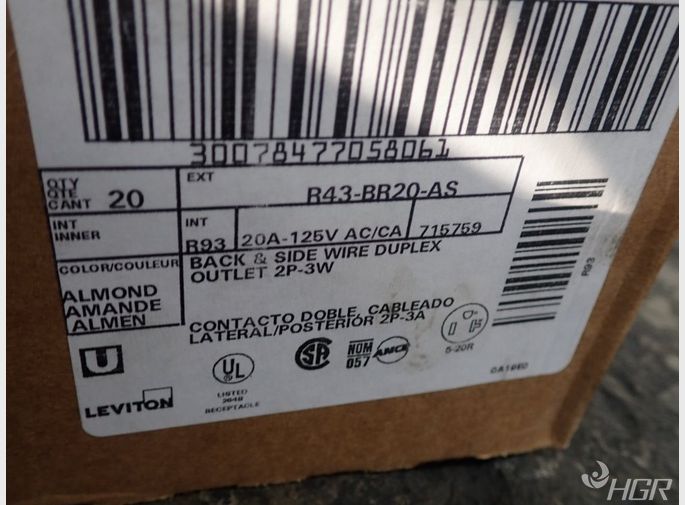 30078477058061
QTY QTE CANT 20
EXT R43-BR20-AS
INT INNER
INT R93
20A-125V AC/CA
715759
COLOR/COULEUR
ALMOND
AMANDE
ALMEN
BACK & SIDE WIRE DUPLEX
OUTLET 2P-3W
CONTACTO DOBLE, CABLEADO
LATERAL/POSTERIOR 2P-3A
U
LEVITON
UL
LISTED
RECEPTACLE
NOM
057
ANCE
5-20R
R93
HGR